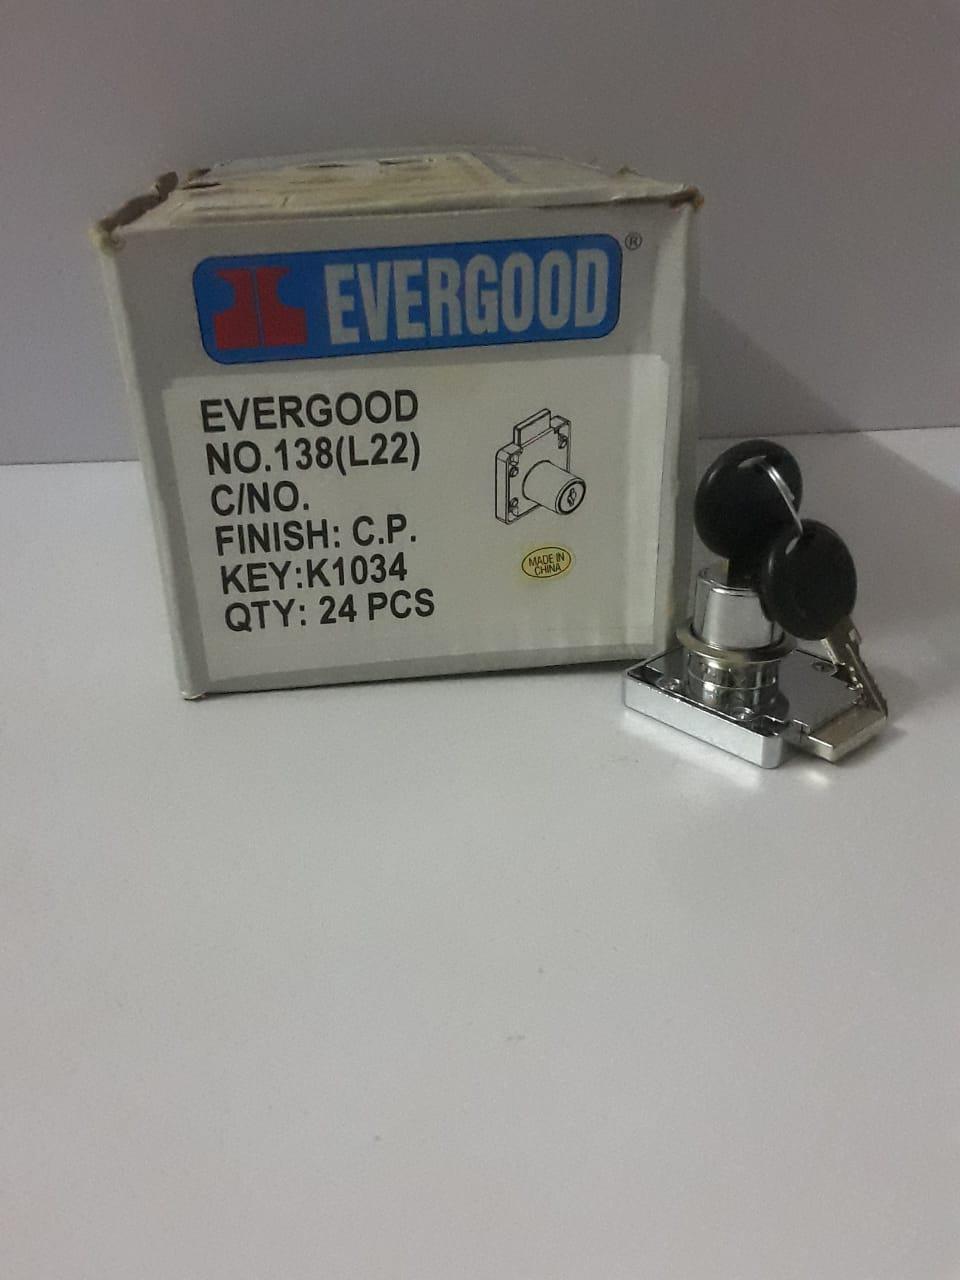 EVERGOOD ®
EVERGOOD
NO.138(L22)
C/NO.
FINISH: C.P.
KEY:K1034
QTY: 24 PCS
MADE IN
CHINA